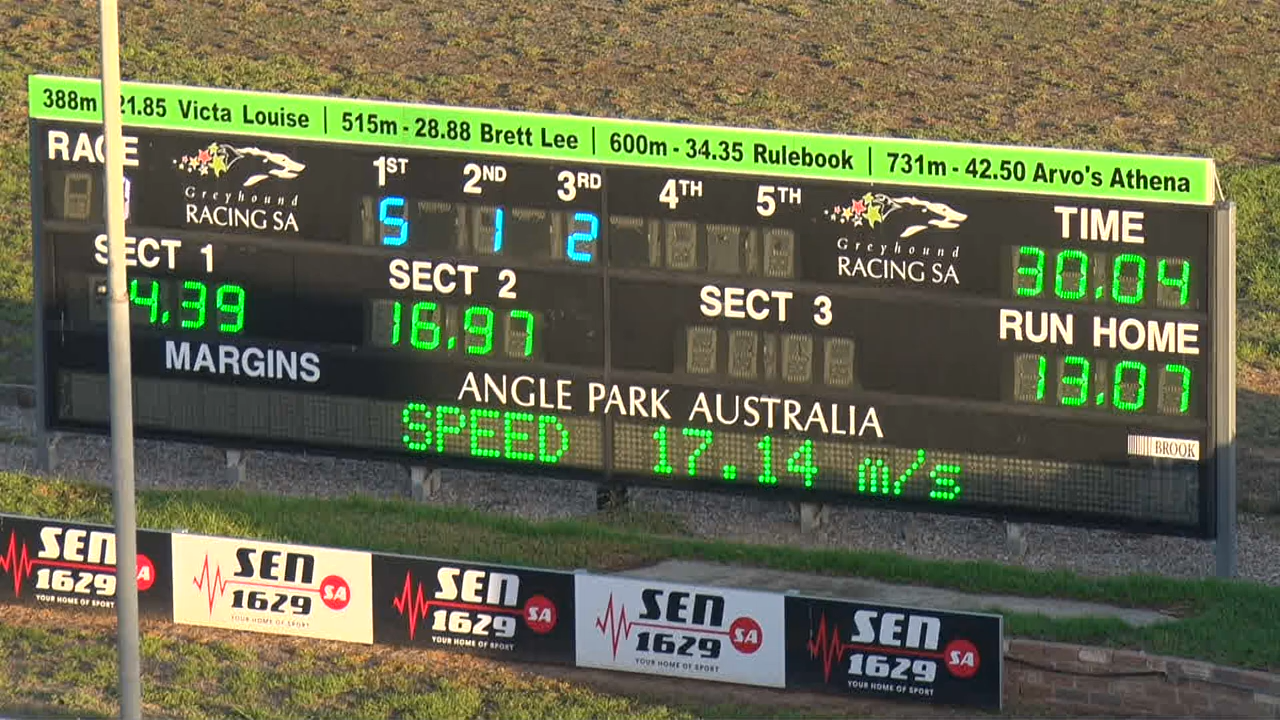 388m 21.85 Victa Louise | 515m - 28.88 Brett Lee | 600m - 34.35 Rulebook | 731m - 42.50 Arvo's Athena
RACE
Greyhound
RACING SA
1ST 2ND 3RD 4TH 5TH
5 1 2
Greyhound
RACING SA
TIME
30.04
SECT 1
4.39
SECT 2
16.97
SECT 3
RUN HOME
13.07
MARGINS
ANGLE PARK AUSTRALIA
BROOK
SPEED 17.14 m/s
SEN
1629
SA
YOUR HOME OF SPORT
SEN
1629
SA
YOUR HOME OF SPORT
SEN
1629
SA
YOUR HOME OF SPORT
SEN
1629
SA
YOUR HOME OF SPORT
SEN
1629
SA
YOUR HOME OF SPORT